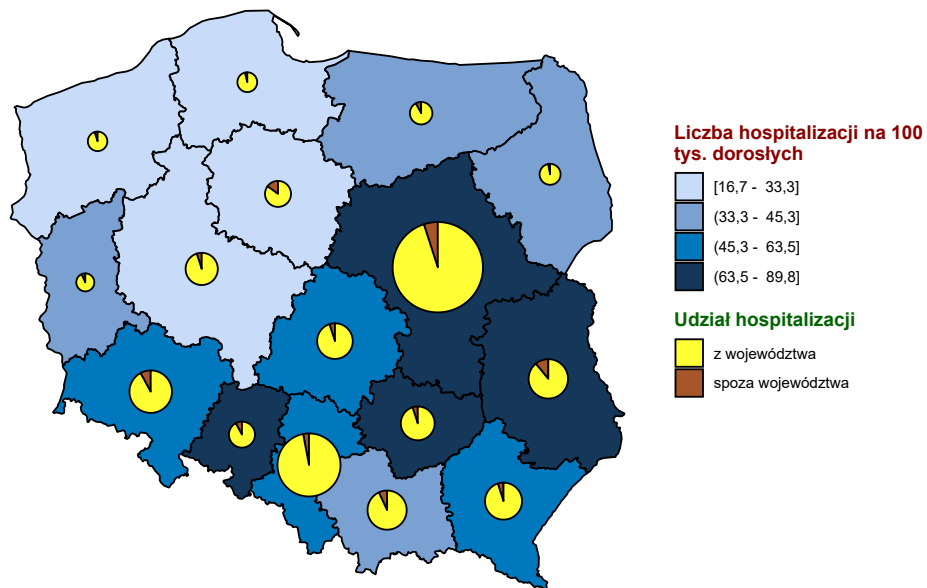 Liczba hospitalizacji na 100
tys. dorosłych
[16,7 - 33,3]
(33,3 - 45,3]
(45,3 - 63,5]
(63,5 - 89,8]
Udział hospitalizacji
z województwa
spoza województwa